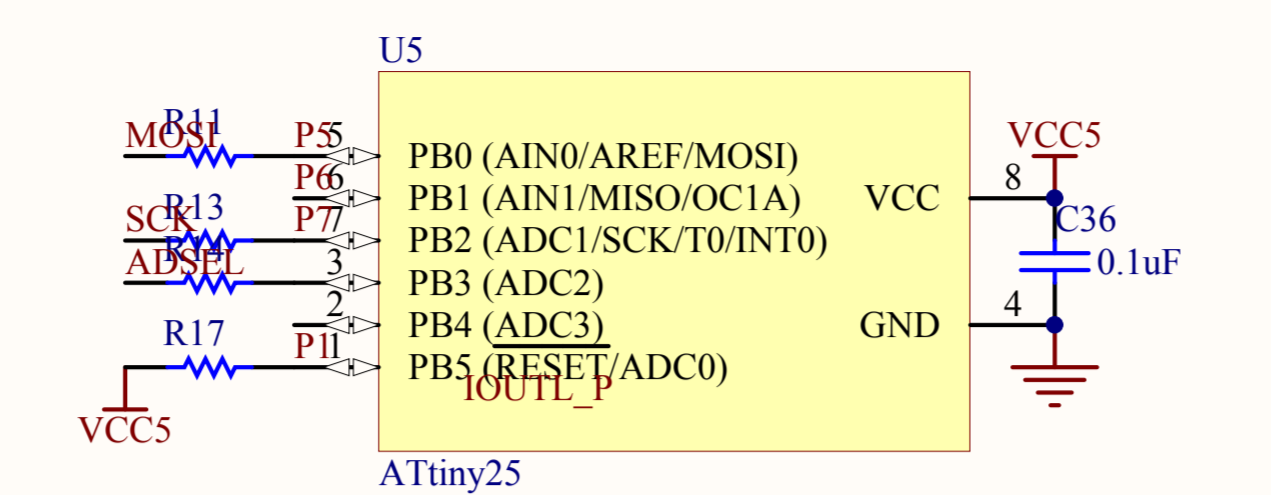 U5
R11
MOSI P5 5 PB0 (AIN0/AREF/MOSI) VCC5
P6 6 PB1 (AIN1/MISO/OC1A) VCC 8
R13 C36
SCK P7 7 PB2 (ADC1/SCK/T0/INT0)
R14
ADSEL 3 PB3 (ADC2) 0.1uF
2 PB4 (ADC3) GND 4
R17
P1 1 PB5 (RESET/ADC0)
IOUTL_P
VCC5
ATtiny25